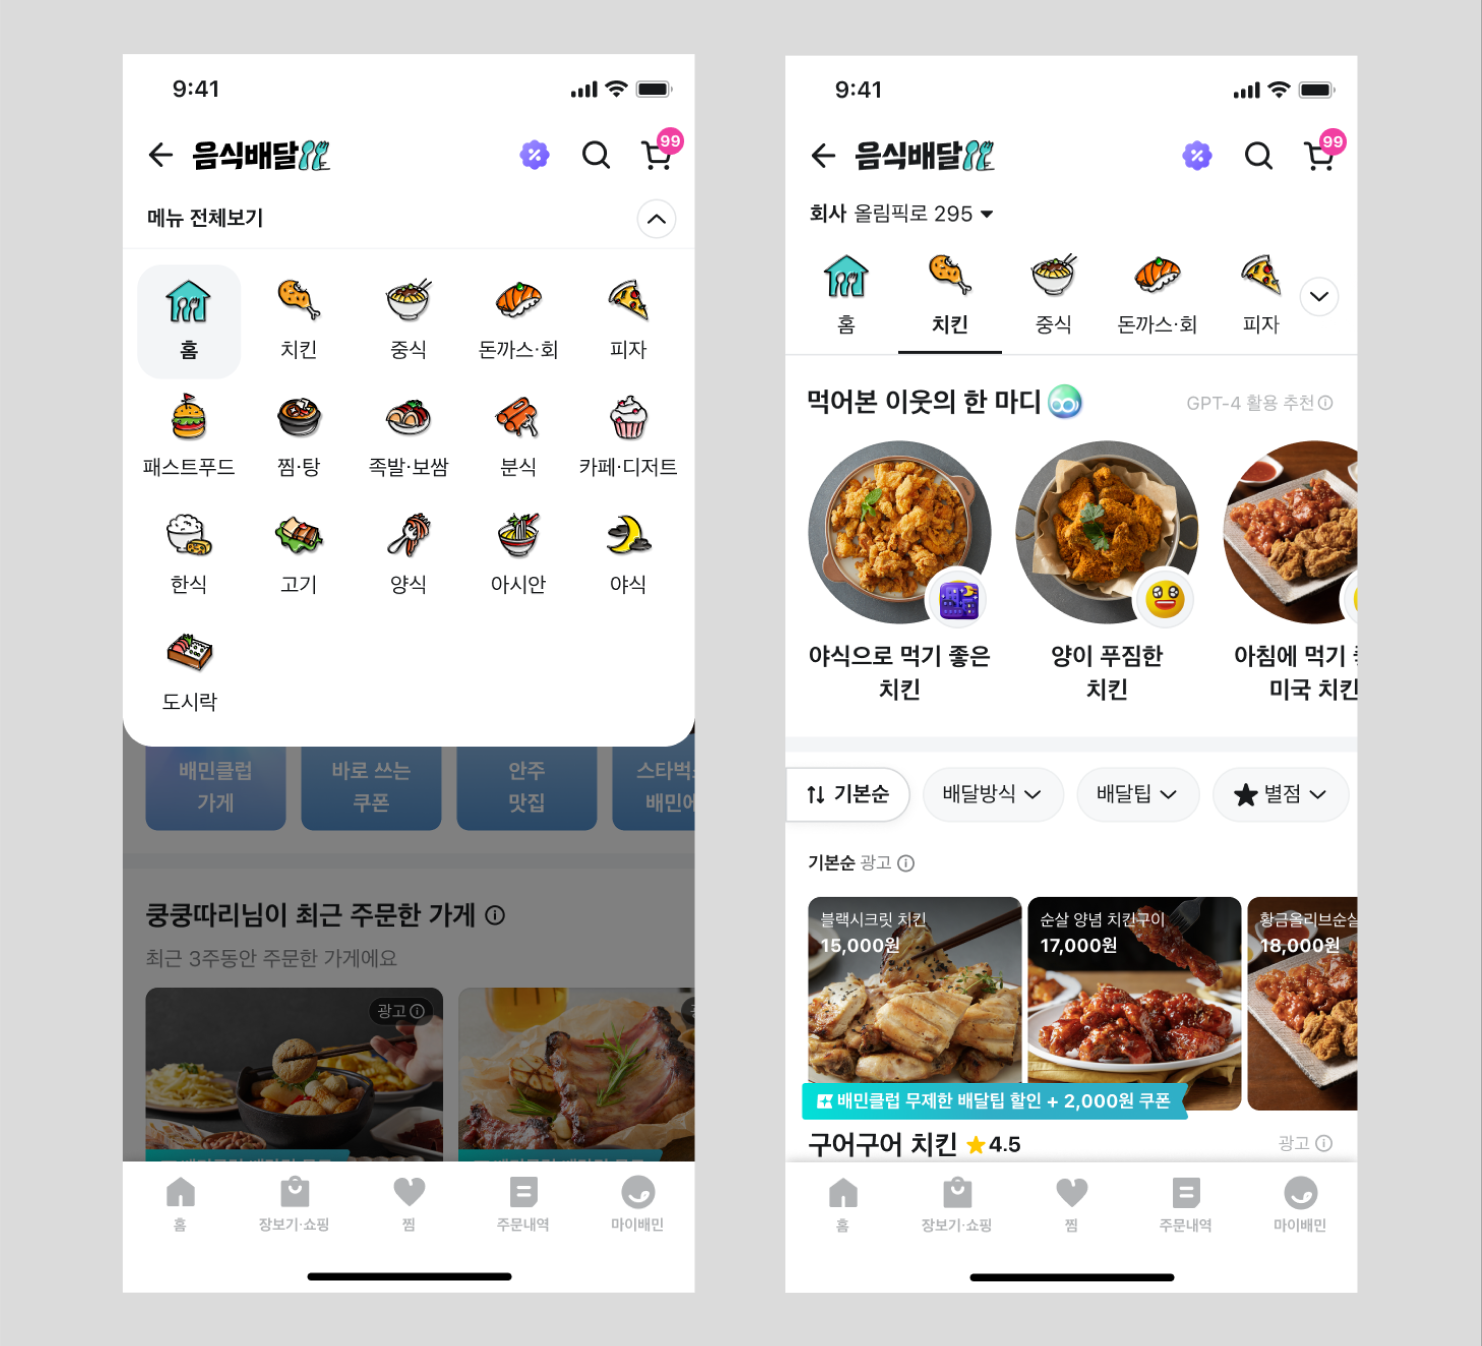 9:41
음식배달
99
메뉴 전체보기
홈
치킨
중식
돈까스·회
피자
패스트푸드
찜·탕
족발·보쌈
분식
카페·디저트
한식
고기
양식
아시안
야식
도시락
배민클럽
가게
바로 쓰는
쿠폰
안주
맛집
스타벅
배민에
쿵쿵따리님이 최근 주문한 가게
최근 3주동안 주문한 가게에요
광고
홈
장보기·쇼핑
찜
주문내역
마이배민
9:41
음식배달
99
회사 올림픽로 295
홈
치킨
중식
돈까스·회
피자
먹어본 이웃의 한 마디
GPT-4 활용 추천
야식으로 먹기 좋은
치킨
양이 푸짐한
치킨
아침에 먹기
미국 치킨
기본순
배달방식
배달팁
별점
기본순 광고
블랙시크릿 치킨
15,000원
순살 양념 치킨구이
17,000원
황금올리브순살
18,000원
배민클럽 무제한 배달팁 할인 + 2,000원 쿠폰
구어구어 치킨 4.5
광고
홈
장보기·쇼핑
찜
주문내역
마이배민